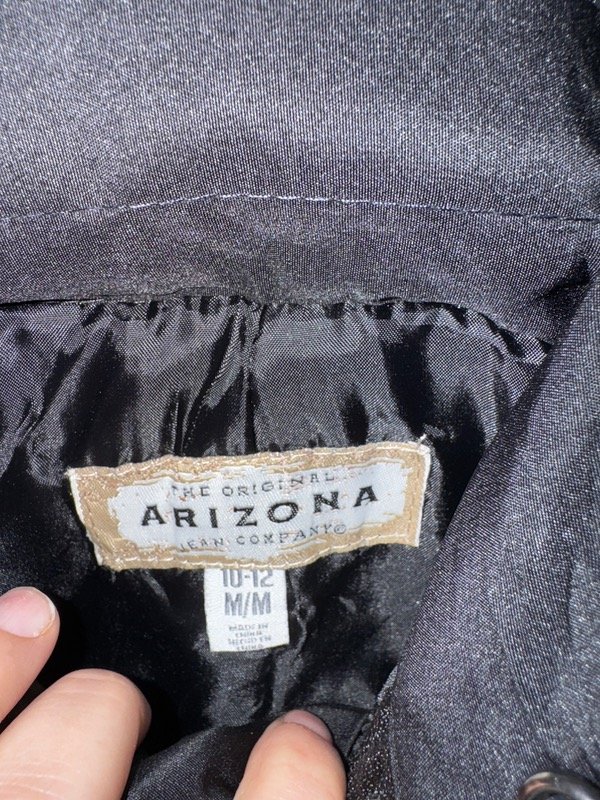 THE ORIGINAL
ARIZONA
JEAN COMPANY©
10-12
M/M